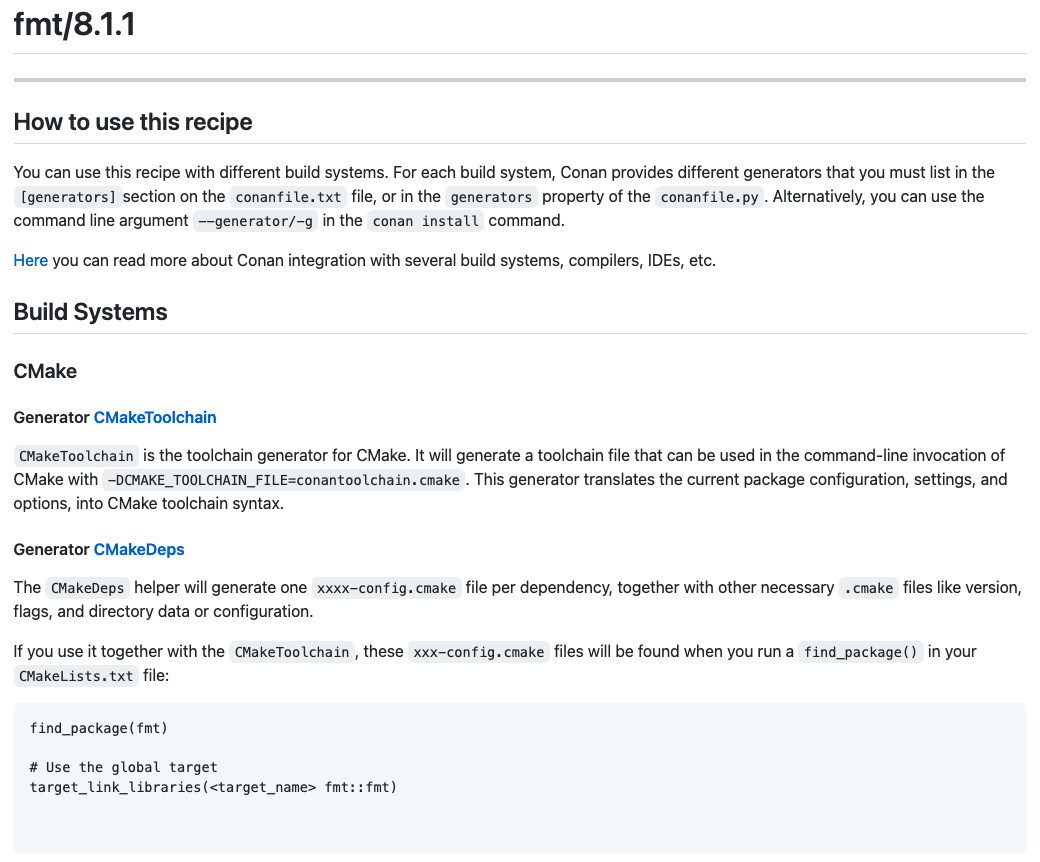 fmt/8.1.1
How to use this recipe
You can use this recipe with different build systems. For each build system, Conan provides different generators that you must list in the
[generators] section on the conanfile.txt file, or in the generators property of the conanfile.py . Alternatively, you can use the
command line argument --generator/-g in the conan install command.
Here you can read more about Conan integration with several build systems, compilers, IDEs, etc.
Build Systems
CMake
Generator CMakeToolchain
CMakeToolchain is the toolchain generator for CMake. It will generate a toolchain file that can be used in the command-line invocation of
CMake with -DCMAKE_TOOLCHAIN_FILE=conantoolchain.cmake . This generator translates the current package configuration, settings, and
options, into CMake toolchain syntax.
Generator CMakeDeps
The CMakeDeps helper will generate one xxxx-config.cmake file per dependency, together with other necessary .cmake files like version,
flags, and directory data or configuration.
If you use it together with the CMakeToolchain , these xxx-config.cmake files will be found when you run a find_package() in your
CMakeLists.txt file:
find_package(fmt)
# Use the global target
target_link_libraries(<target_name> fmt::fmt)